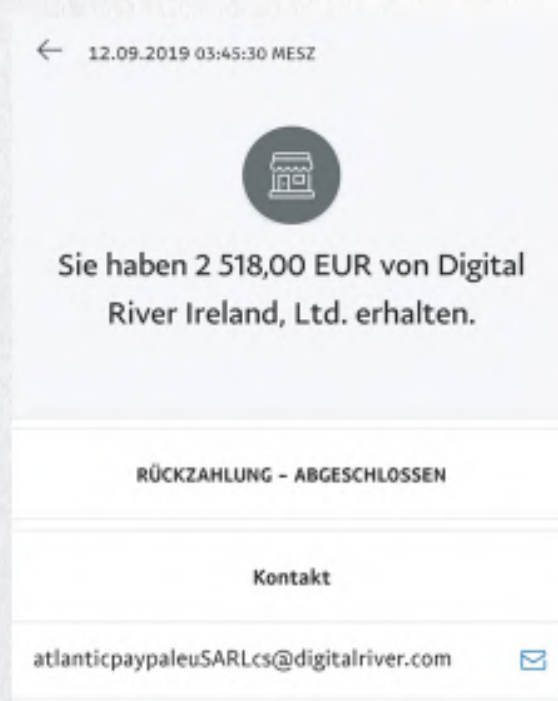 12.09.2019 03:45:30 MESZ
Sie haben 2 518,00 EUR von Digital
River Ireland, Ltd. erhalten.
RÜCKZAHLUNG – ABGESCHLOSSEN
Kontakt
atlanticpaypaleuSARLcs@digitalriver.com